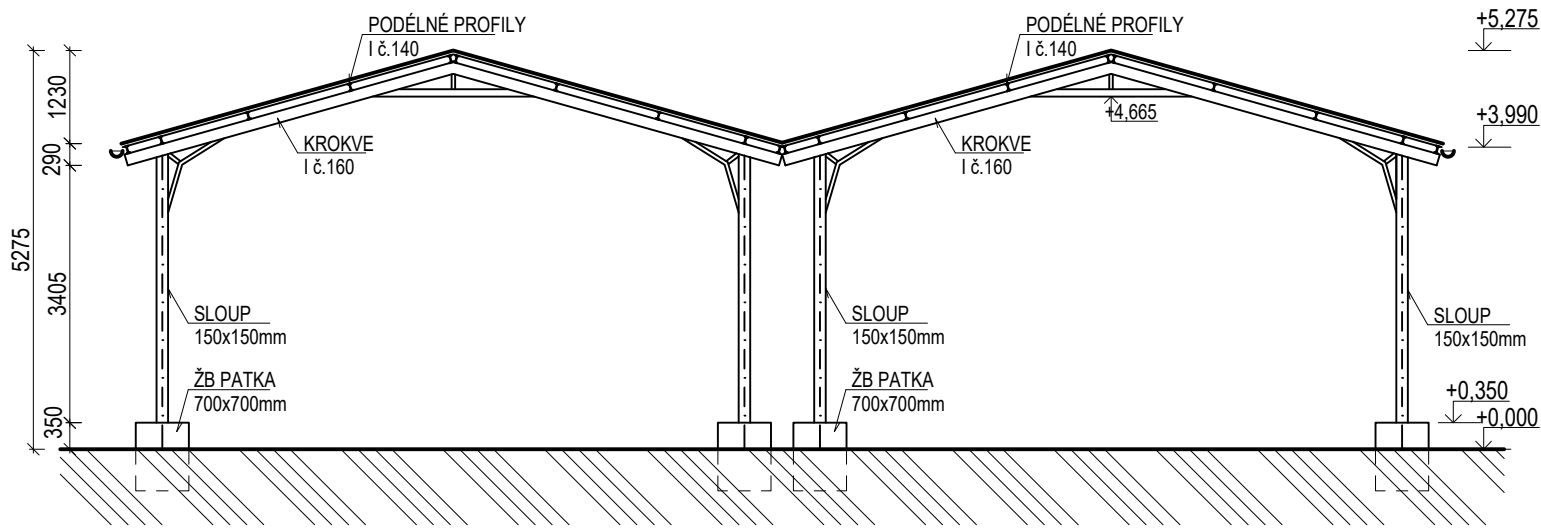 PODÉLNÉ PROFILY
I č.140
PODÉLNÉ PROFILY
I č.140
+5,275
1230
+4,665
+3,990
KROKVE
I č.160
KROKVE
I č.160
290
5275
3405
SLOUP
150x150mm
SLOUP
150x150mm
SLOUP
150x150mm
ŽB PATKA
700x700mm
ŽB PATKA
700x700mm
350
+0,350
+0,000